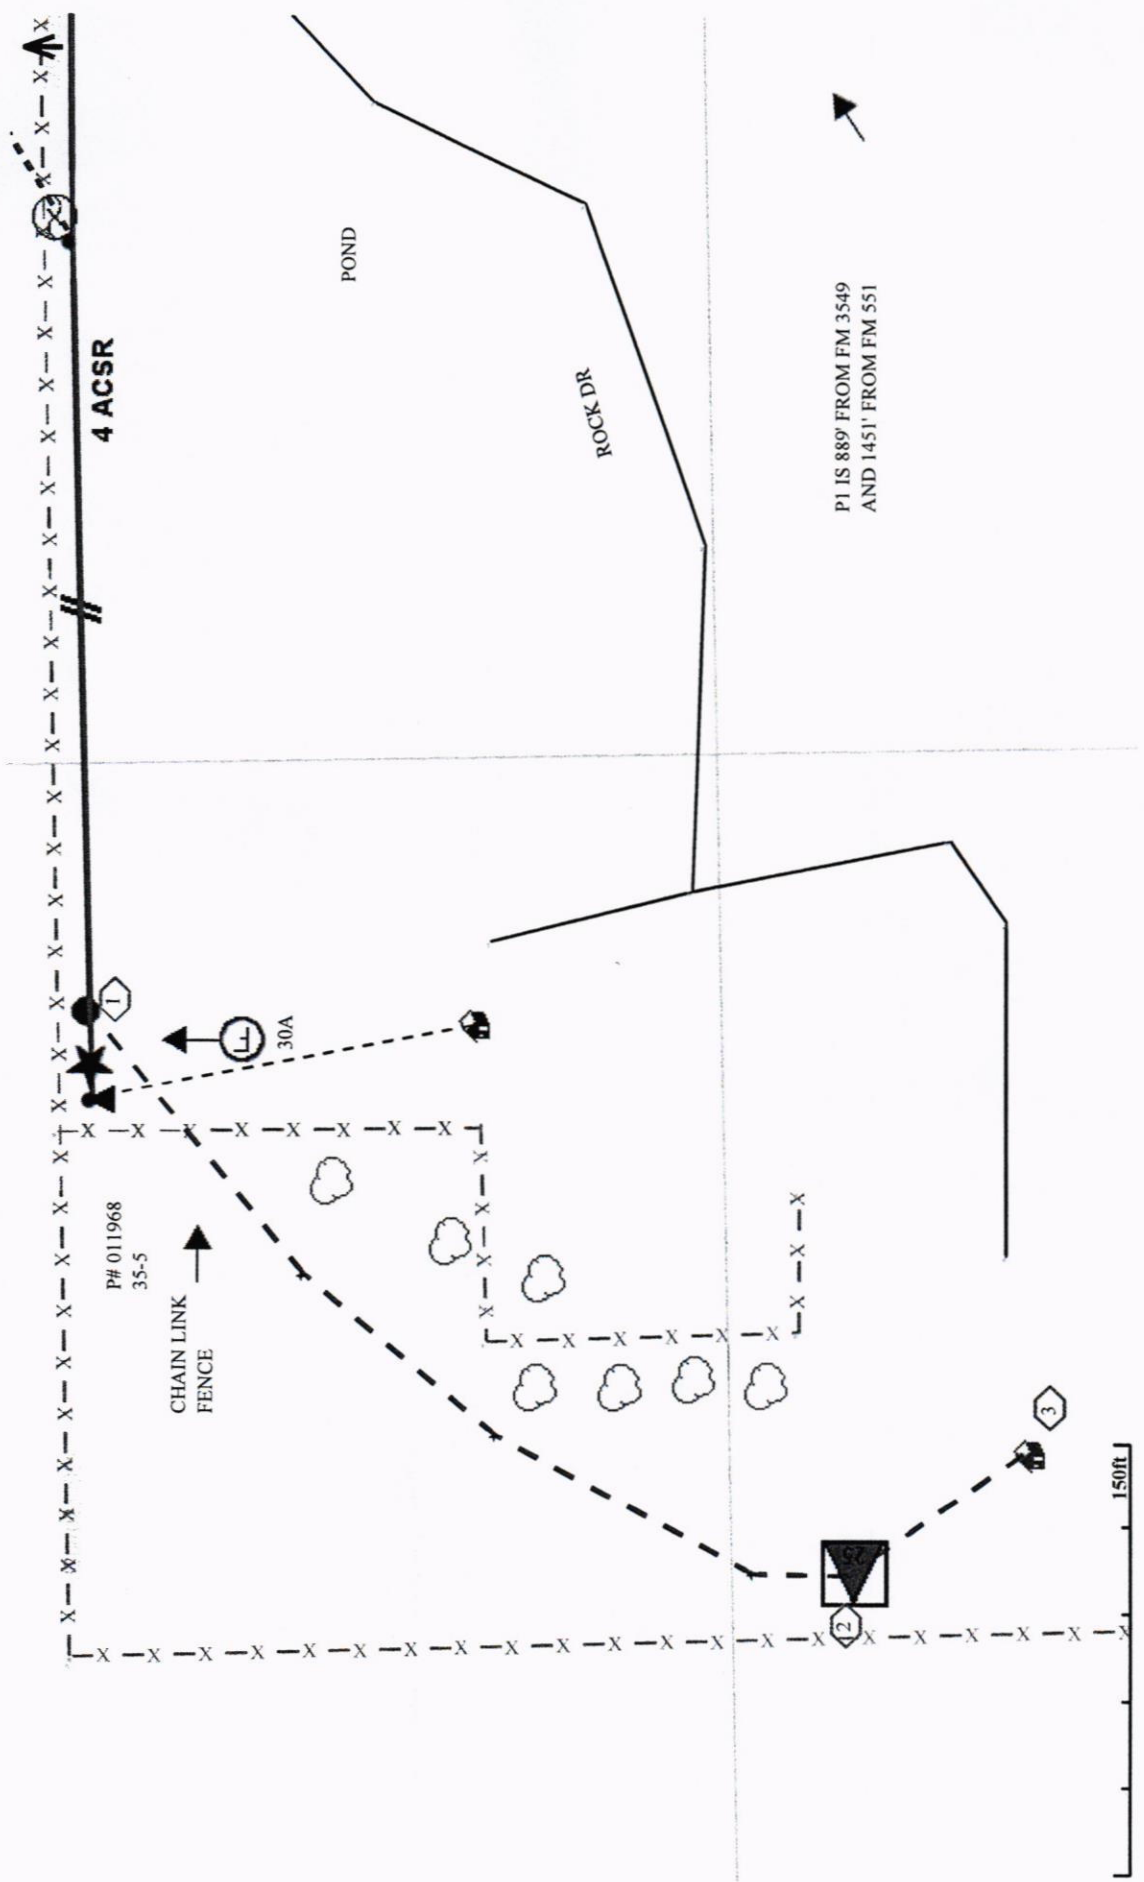 4 ACSR
POND
ROCK DR
P1 IS 889' FROM FM 3549
AND 1451' FROM FM 551
1
30A
P# 011968
35-5
CHAIN LINK
FENCE
25
2
3
150ft